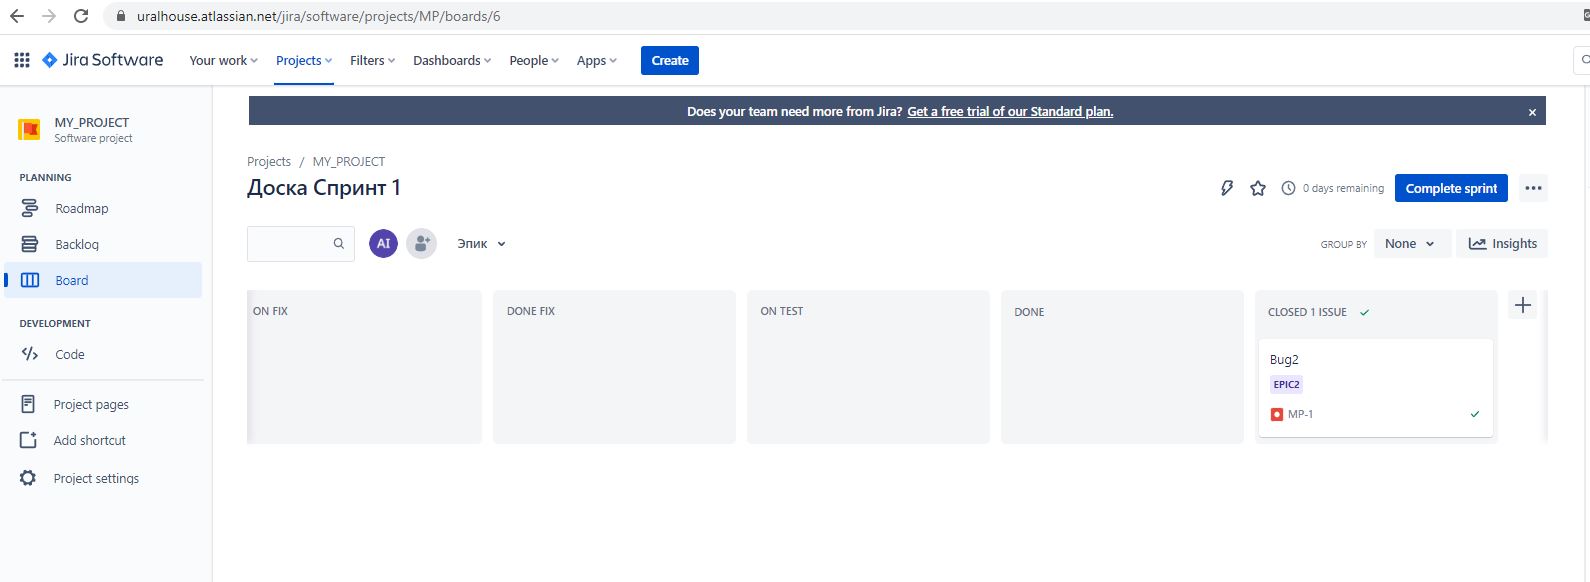 uralhouse.atlassian.net/jira/software/projects/MP/boards/6
Jira Software
Your work
Projects
Filters
Dashboards
People
Apps
Create
Does your team need more from Jira? Get a free trial of our Standard plan.
MY_PROJECT
Software project
PLANNING
Roadmap
Backlog
Board
DEVELOPMENT
Code
Project pages
Add shortcut
Project settings
Projects / MY_PROJECT
Доска Спринт 1
0 days remaining
Complete sprint
AI
Эпик
GROUP BY
None
Insights
ON FIX
DONE FIX
ON TEST
DONE
CLOSED 1 ISSUE
Bug2
EPIC2
MP-1